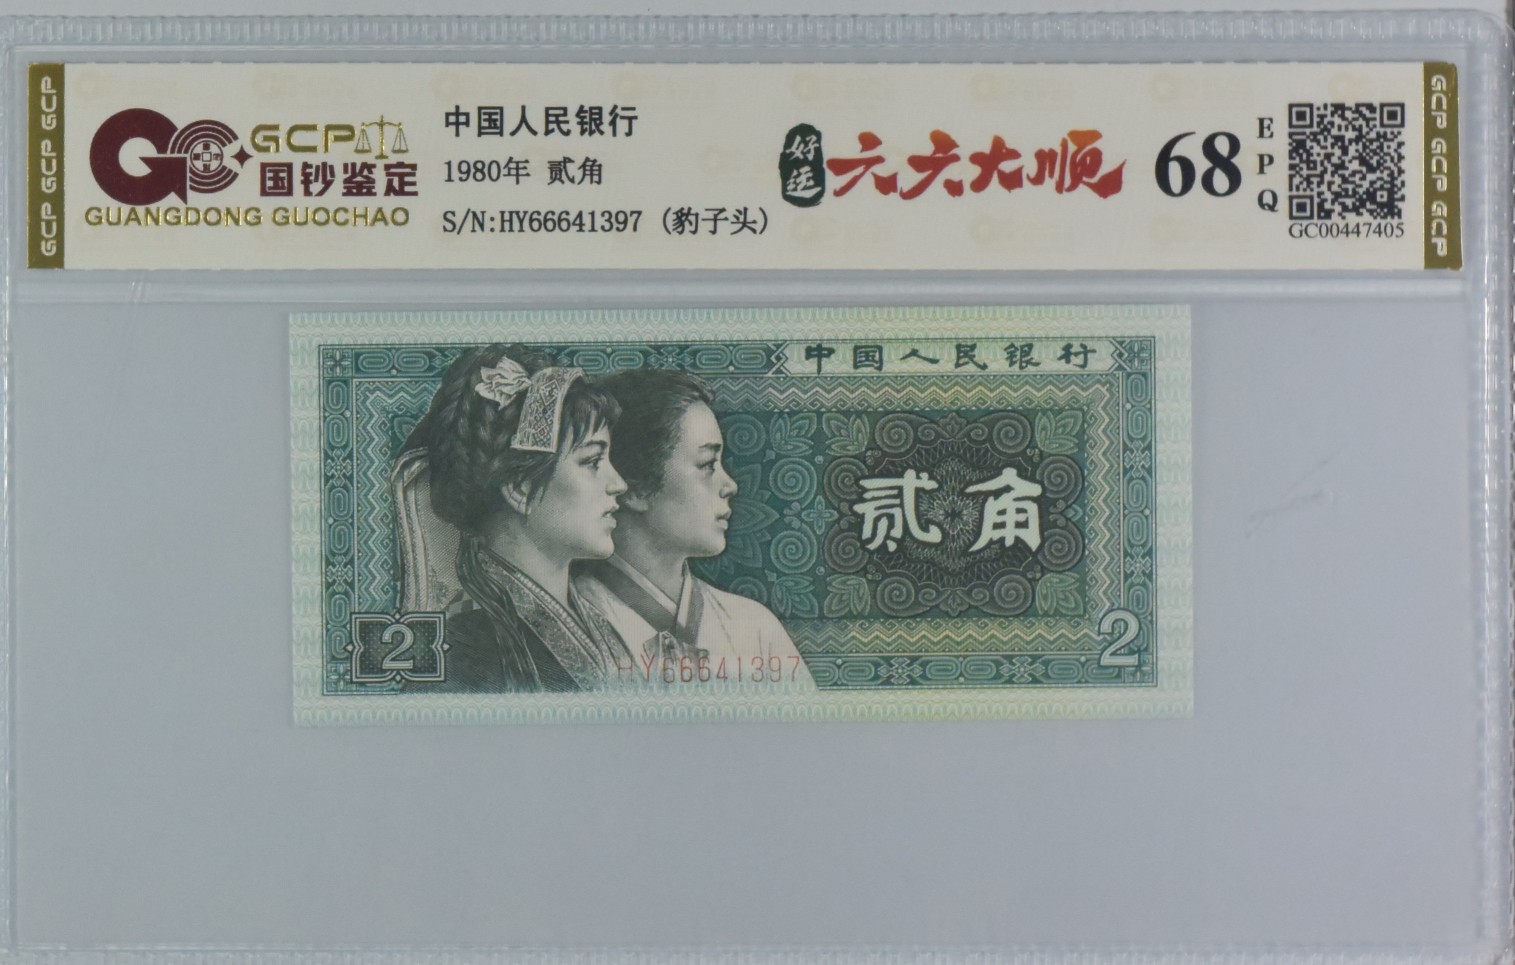 GCP GCP GCP
GCP
国钞鉴定
GUANGDONG GUOCHAO
中国人民银行
1980年 贰角
S/N:HY66641397 (豹子头)
好运
六六大顺
68
EPQ
GC00447405
GCP GCP GCP
中国人民银行
贰角
2
2
HY66641397